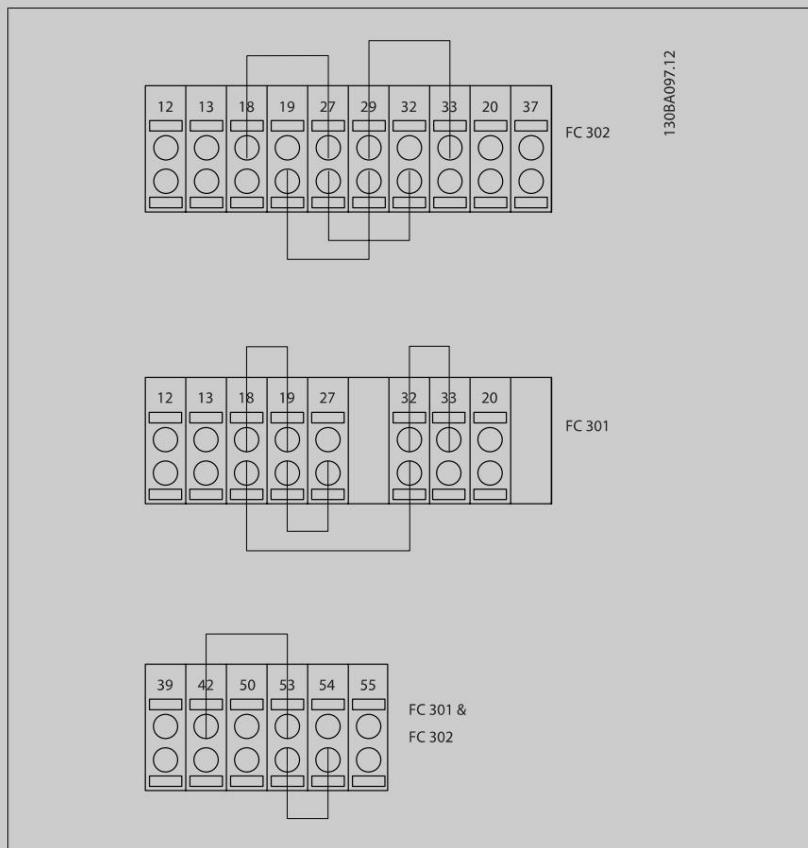 130BA097.12
12 13 18 19 27 29 32 33 20 37
FC 302
12 13 18 19 27 32 33 20
FC 301
39 42 50 53 54 55
FC 301 &
FC 302